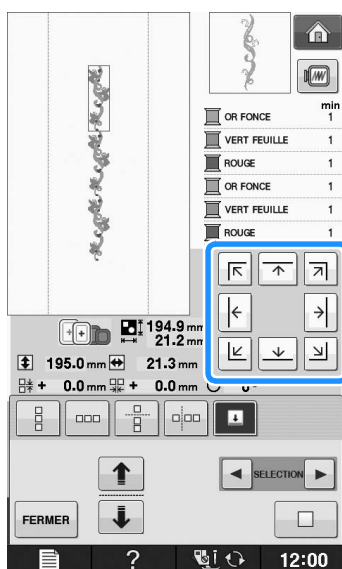 min
OR FONCE 1
VERT FEUILLE 1
ROUGE 1
OR FONCE 1
VERT FEUILLE 1
ROUGE 1
194.9 mm
21.2 mm
195.0 mm 21.3 mm
+ 0.0 mm + 0.0 mm
SELECTION
FERMER
? 12:00